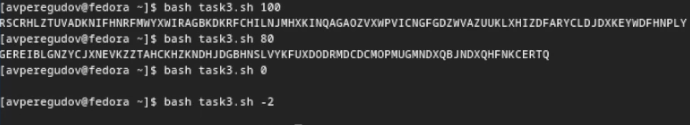 [avperegudov@fedora ~]$ bash task3.sh 100
RSCRHLZTUVADKNIFHNRFMWYXWIRAGBKDKRFCHILNJMHXKINQAGAOZVXWPVICNGFGDZWVAZUUKLXHIZDFARYCLDJDXKEYWDFHNPLY
[avperegudov@fedora ~]$ bash task3.sh 80
GEREIBLGNZYCJXNEVKZZTAHCKHZKNDHJDGBHNSLVYKFUXDODRMDCDCMOPMUGMNDXQBJNDXQHFNKCERTQ
[avperegudov@fedora ~]$ bash task3.sh 0
[avperegudov@fedora ~]$ bash task3.sh -2